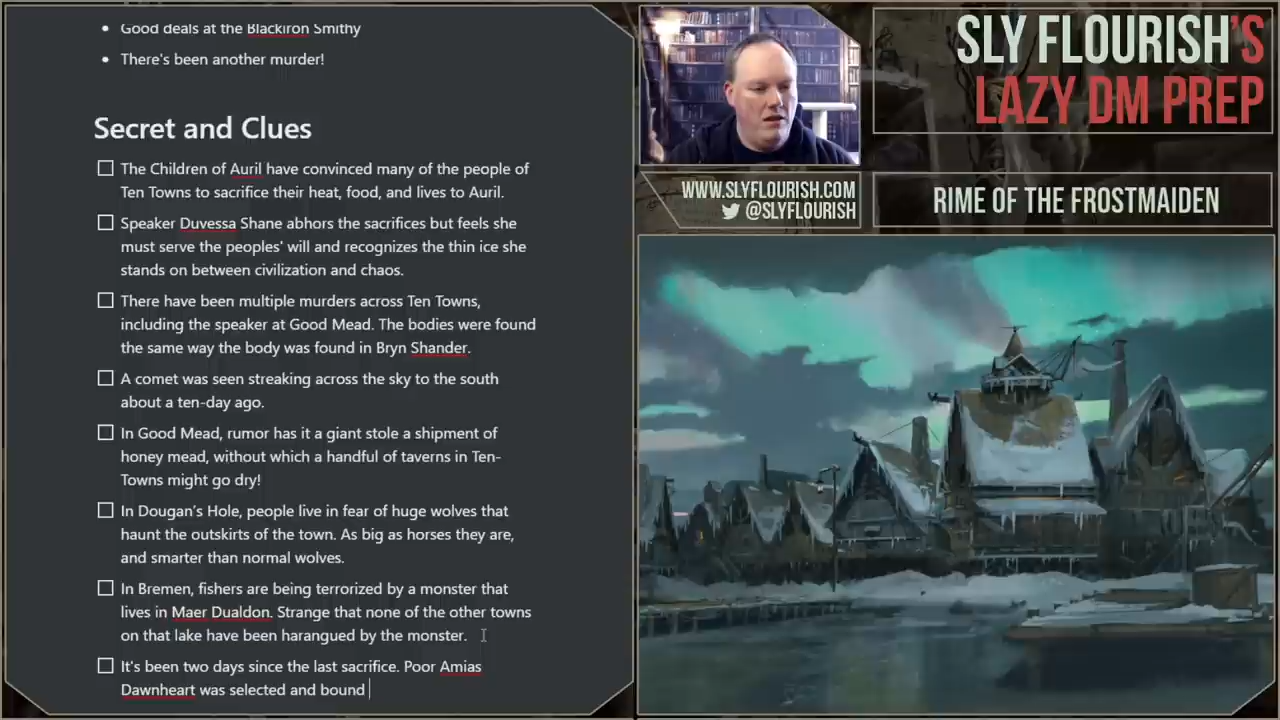 Good deals at the Blackiron Smithy
There's been another murder!
Secret and Clues
The Children of Auril have convinced many of the people of
Ten Towns to sacrifice their heat, food, and lives to Auril.
Speaker Duvessa Shane abhors the sacrifices but feels she
must serve the peoples' will and recognizes the thin ice she
stands on between civilization and chaos.
There have been multiple murders across Ten Towns,
including the speaker at Good Mead. The bodies were found
the same way the body was found in Bryn Shander.
A comet was seen streaking across the sky to the south
about a ten-day ago.
In Good Mead, rumor has it a giant stole a shipment of
honey mead, without which a handful of taverns in Ten-
Towns might go dry!
In Dougan's Hole, people live in fear of huge wolves that
haunt the outskirts of the town. As big as horses they are,
and smarter than normal wolves.
In Bremen, fishers are being terrorized by a monster that
lives in Maer Dualdon. Strange that none of the other towns
on that lake have been harangued by the monster.
It's been two days since the last sacrifice. Poor Amias
Dawnheart was selected and bound
SLY FLOURISH'S
LAZY DM PREP
WWW.SLYFLOURISH.COM
@SLYFLOURISH
RIME OF THE FROSTMAIDEN